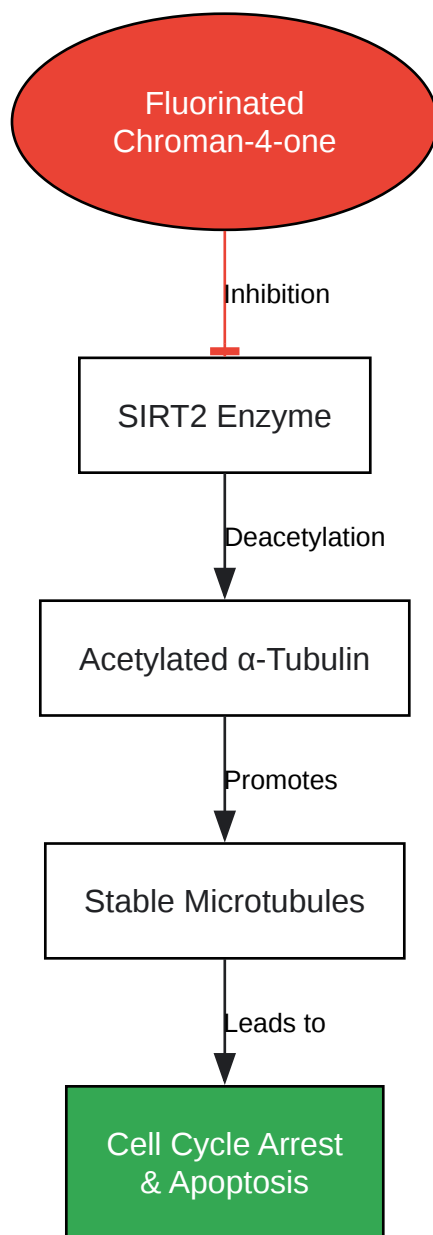 Fluorinated
Chroman-4-one
Inhibition
SIRT2 Enzyme
Deacetylation
Acetylated α-Tubulin
Promotes
Stable Microtubules
Leads to
Cell Cycle Arrest
& Apoptosis